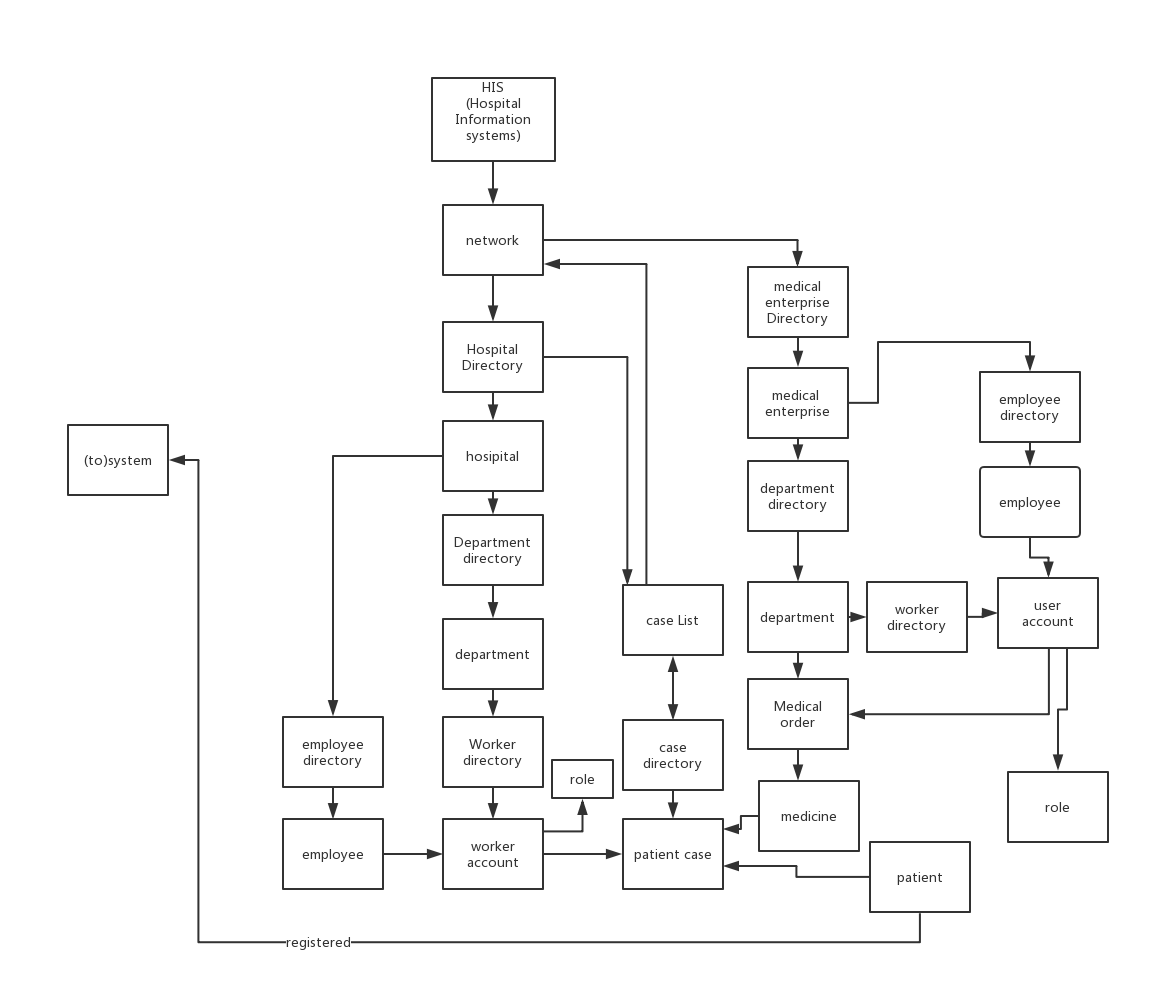 HIS
(Hospital
Information
systems)
network
medical
enterprise
Directory
Hospital
Directory
medical
enterprise
employee
directory
(to)system
hosipital
department
directory
employee
Department
directory
case List
department
worker
directory
user
account
department
Medical
order
employee
directory
Worker
directory
case
directory
role
role
medicine
employee
worker
account
patient case
patient
registered